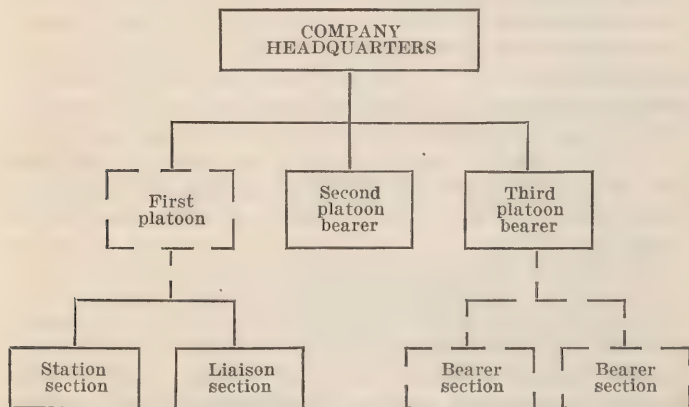 COMPANY
HEADQUARTERS
First
platoon
Second
platoon
bearer
Third
platoon
bearer
Station
section
Liaison
section
Bearer
section
Bearer
section